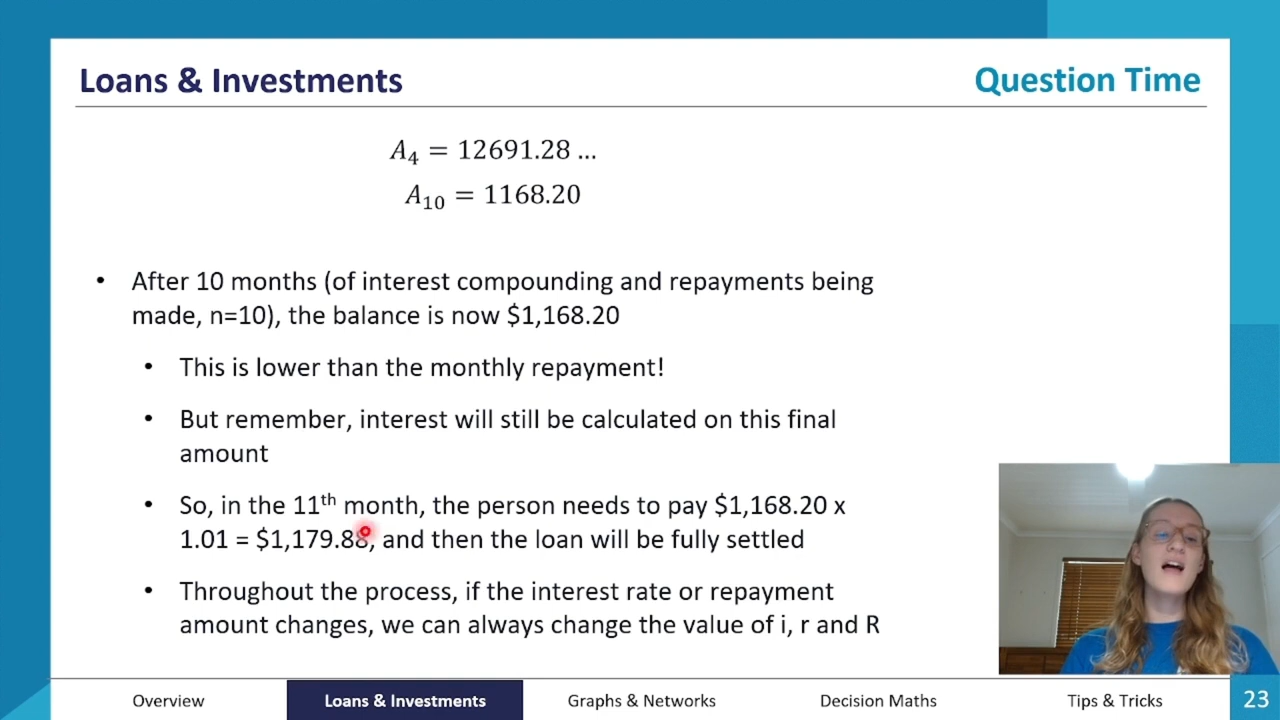 Loans & Investments
Question Time
A₄ = 12691.28 ...
A₁₀ = 1168.20
• After 10 months (of interest compounding and repayments being
made, n=10), the balance is now $1,168.20
• This is lower than the monthly repayment!
• But remember, interest will still be calculated on this final
amount
• So, in the 11th month, the person needs to pay $1,168.20 x
1.01 = $1,179.88, and then the loan will be fully settled
• Throughout the process, if the interest rate or repayment
amount changes, we can always change the value of i, r and R
Overview
Loans & Investments
Graphs & Networks
Decision Maths
Tips & Tricks
23